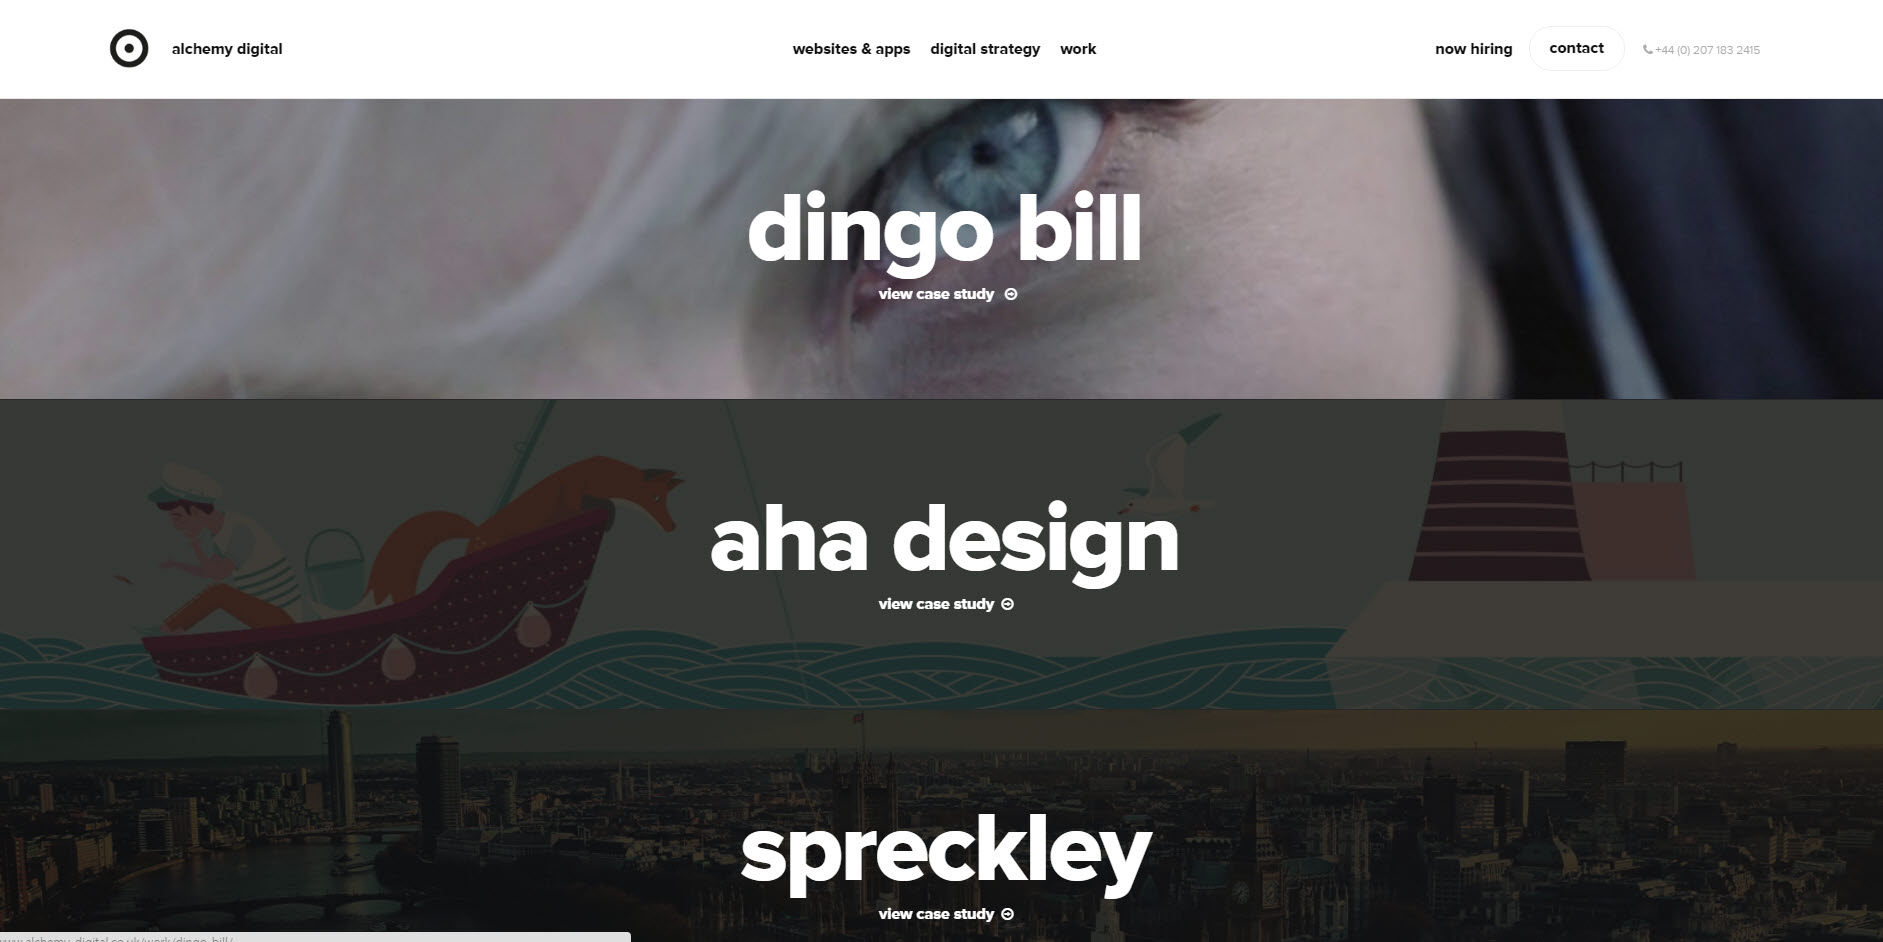 alchemy digital
websites & apps digital strategy work
now hiring contact +44 (0) 207 183 2415
dingo bill
view case study
aha design
view case study
spreckley
view case study
www.alchemy-digital.co.uk/work/dingo-bill/